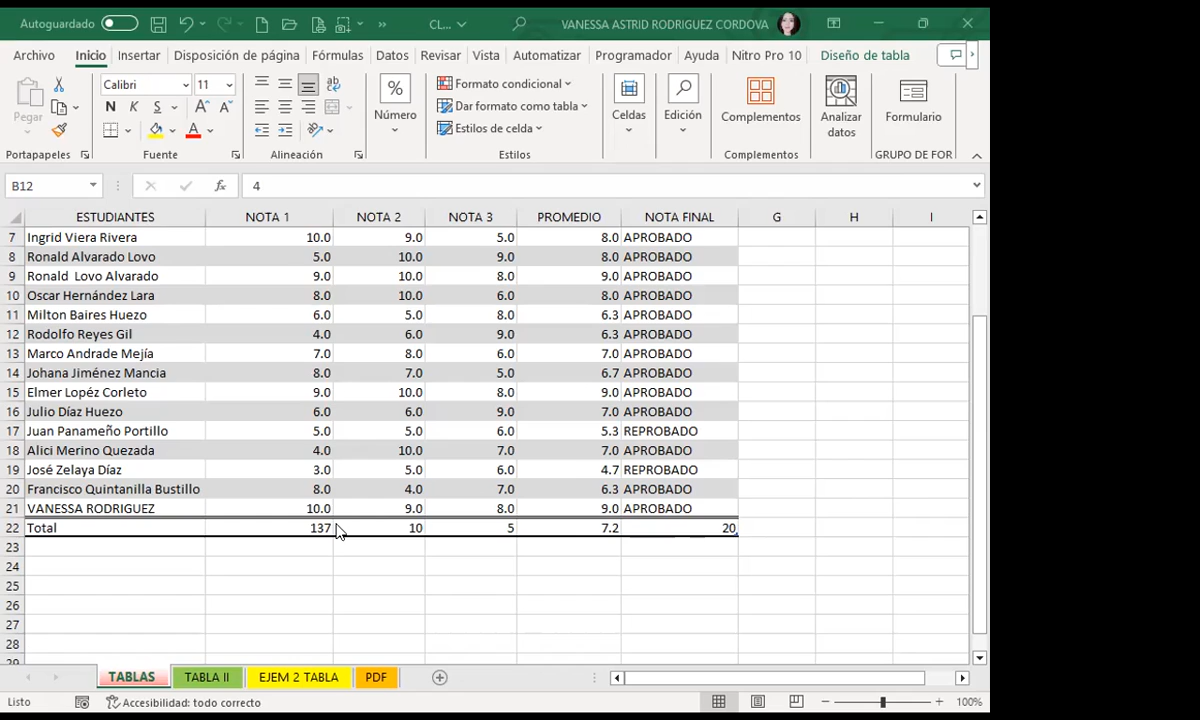 Autoguardado CL... VANESSA ASTRID RODRIGUEZ CORDOVA
Archivo Inicio Insertar Disposición de página Fórmulas Datos Revisar Vista Automatizar Programador Ayuda Nitro Pro 10 Diseño de tabla
Pegar
Portapapeles
Calibri 11
N K S
Fuente
Alineación
Número
Formato condicional
Dar formato como tabla
Estilos de celda
Estilos
Celdas
Edición
Complementos
Complementos
Analizar datos
Formulario
GRUPO DE FOR
B12 fx 4
ESTUDIANTES NOTA 1 NOTA 2 NOTA 3 PROMEDIO NOTA FINAL G H I
7 Ingrid Viera Rivera 10.0 9.0 5.0 8.0 APROBADO
8 Ronald Alvarado Lovo 5.0 10.0 9.0 8.0 APROBADO
9 Ronald Lovo Alvarado 9.0 10.0 8.0 9.0 APROBADO
10 Oscar Hernández Lara 8.0 10.0 6.0 8.0 APROBADO
11 Milton Baires Huezo 6.0 5.0 8.0 6.3 APROBADO
12 Rodolfo Reyes Gil 4.0 6.0 9.0 6.3 APROBADO
13 Marco Andrade Mejía 7.0 8.0 6.0 7.0 APROBADO
14 Johana Jiménez Mancia 8.0 7.0 5.0 6.7 APROBADO
15 Elmer Lopéz Corleto 9.0 10.0 8.0 9.0 APROBADO
16 Julio Díaz Huezo 6.0 6.0 9.0 7.0 APROBADO
17 Juan Panameño Portillo 5.0 5.0 6.0 5.3 REPROBADO
18 Alici Merino Quezada 4.0 10.0 7.0 7.0 APROBADO
19 José Zelaya Díaz 3.0 5.0 6.0 4.7 REPROBADO
20 Francisco Quintanilla Bustillo 8.0 4.0 7.0 6.3 APROBADO
21 VANESSA RODRIGUEZ 10.0 9.0 8.0 9.0 APROBADO
22 Total 137 10 5 7.2 20
23
24
25
26
27
28
29
TABLAS TABLA II EJEM 2 TABLA PDF
Listo Accesibilidad: todo correcto 100%